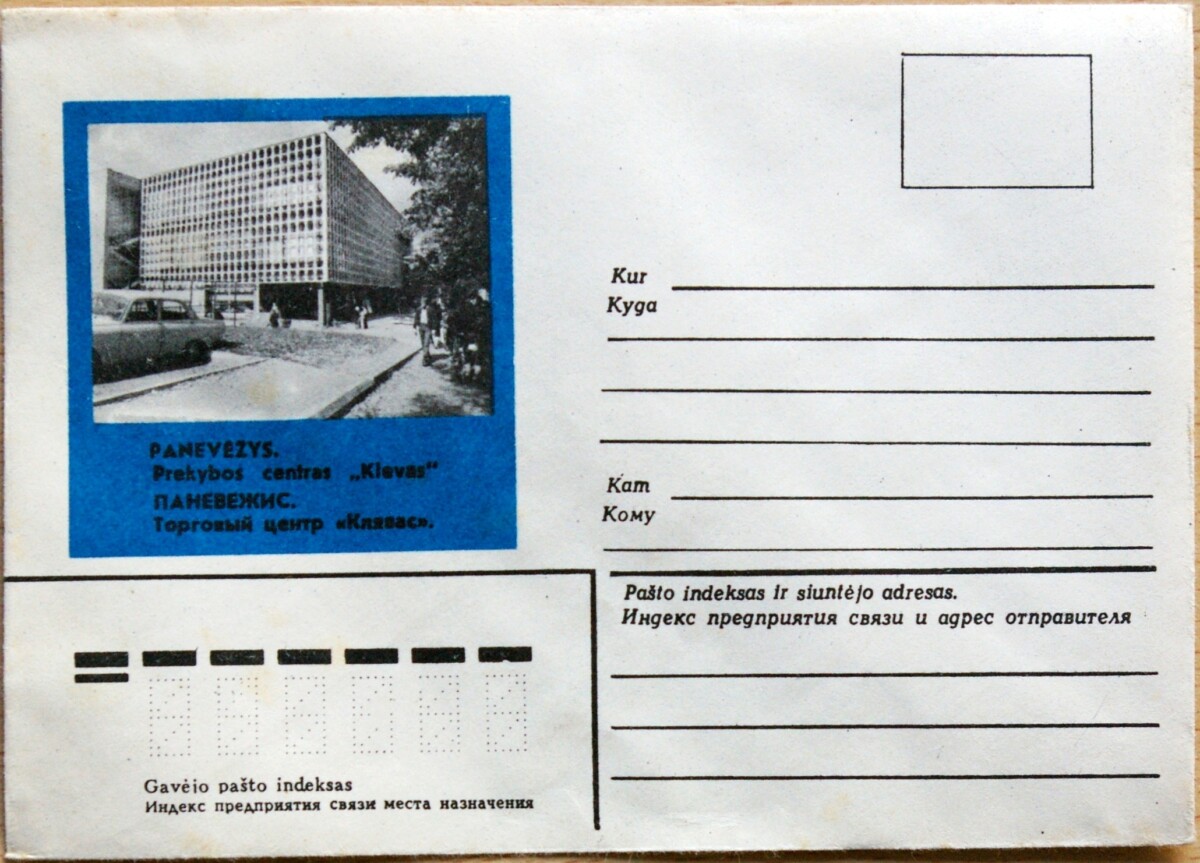 PANEVĖŽYS.
Prekybos centras „Klevas“
ПАНЕВЕЖИС.
Торговый центр «Клявас».
Kur
Куда
Kam
Кому
Pašto indeksas ir siuntėjo adresas.
Индекс предприятия связи и адрес отправителя
Gavėjo pašto indeksas
Индекс предприятия связи места назначения